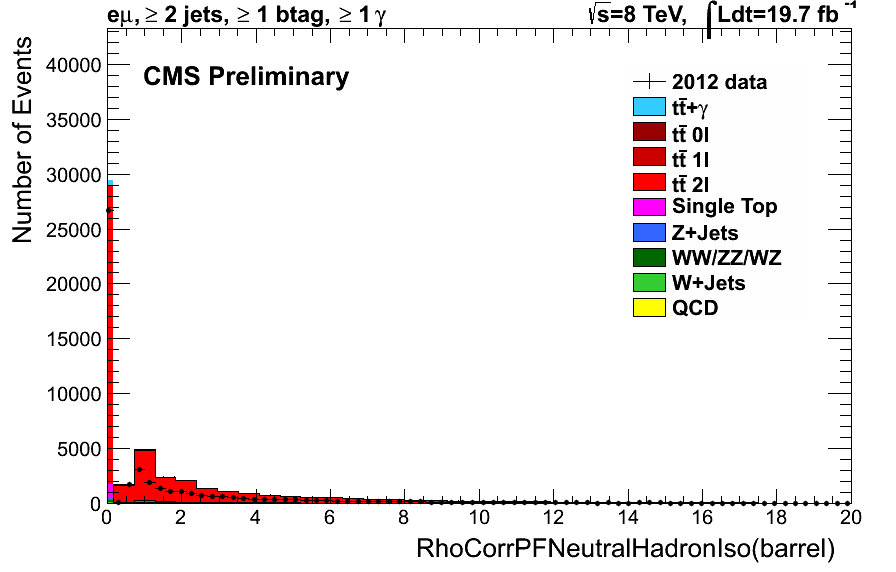 eμ, ≥ 2 jets, ≥ 1 btag, ≥ 1 γ
√s=8 TeV, ∫Ldt=19.7 fb⁻¹
CMS Preliminary
Number of Events
40000
35000
30000
25000
20000
15000
10000
5000
0
2012 data
tt̄+γ
tt̄ 0l
tt̄ 1l
tt̄ 2l
Single Top
Z+Jets
WW/ZZ/WZ
W+Jets
QCD
0 2 4 6 8 10 12 14 16 18 20
RhoCorrPFNeutralHadronIso(barrel)